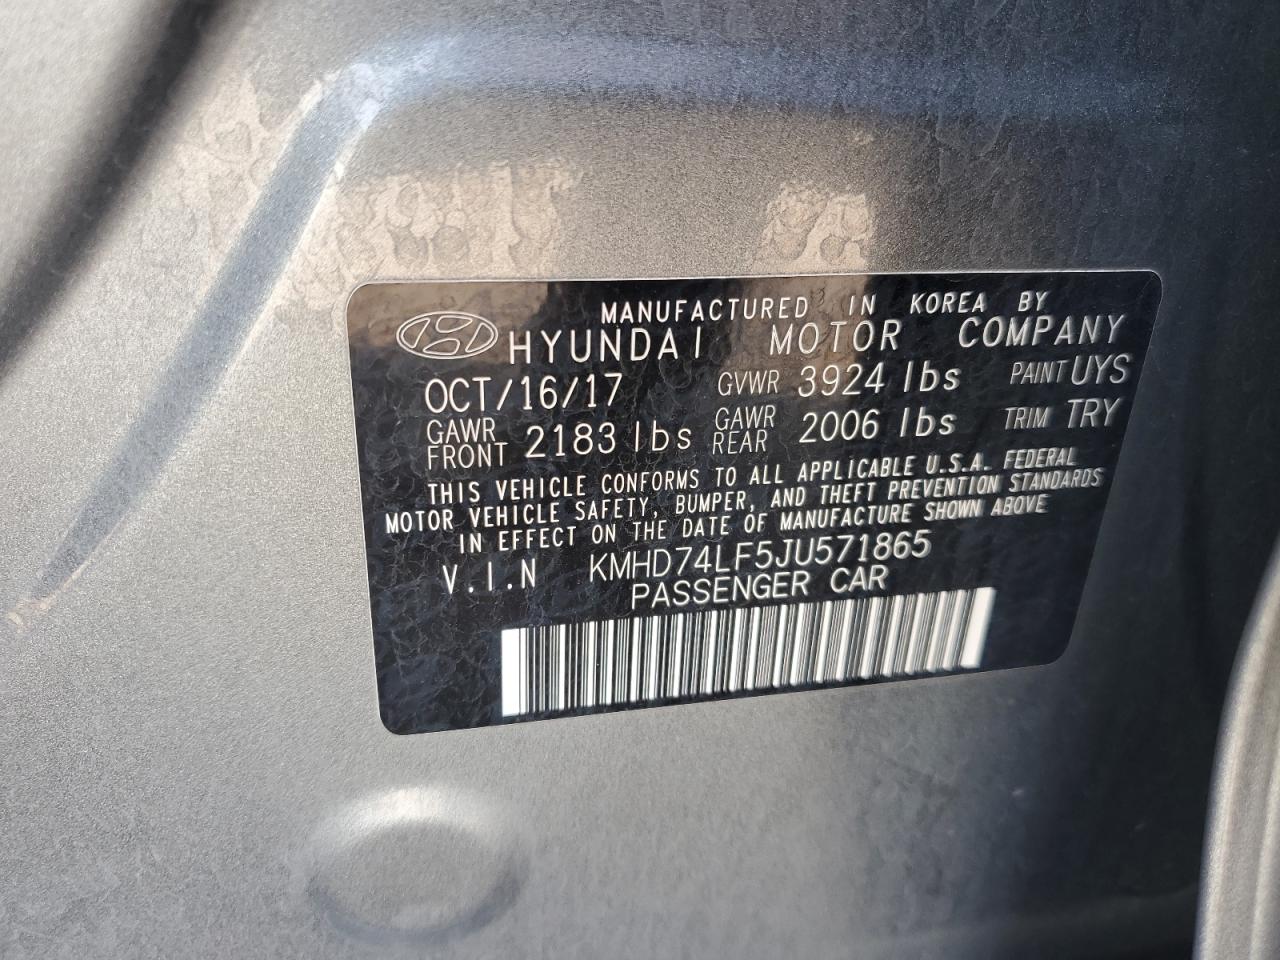 MANUFACTURED IN KOREA BY
HYUNDAI MOTOR COMPANY
OCT/16/17 GVWR 3924 lbs PAINT UYS
GAWR FRONT 2183 lbs GAWR REAR 2006 lbs TRIM TRY
THIS VEHICLE CONFORMS TO ALL APPLICABLE U.S.A. FEDERAL
MOTOR VEHICLE SAFETY, BUMPER, AND THEFT PREVENTION STANDARDS
IN EFFECT ON THE DATE OF MANUFACTURE SHOWN ABOVE
V.I.N KMHD74LF5JU571865
PASSENGER CAR